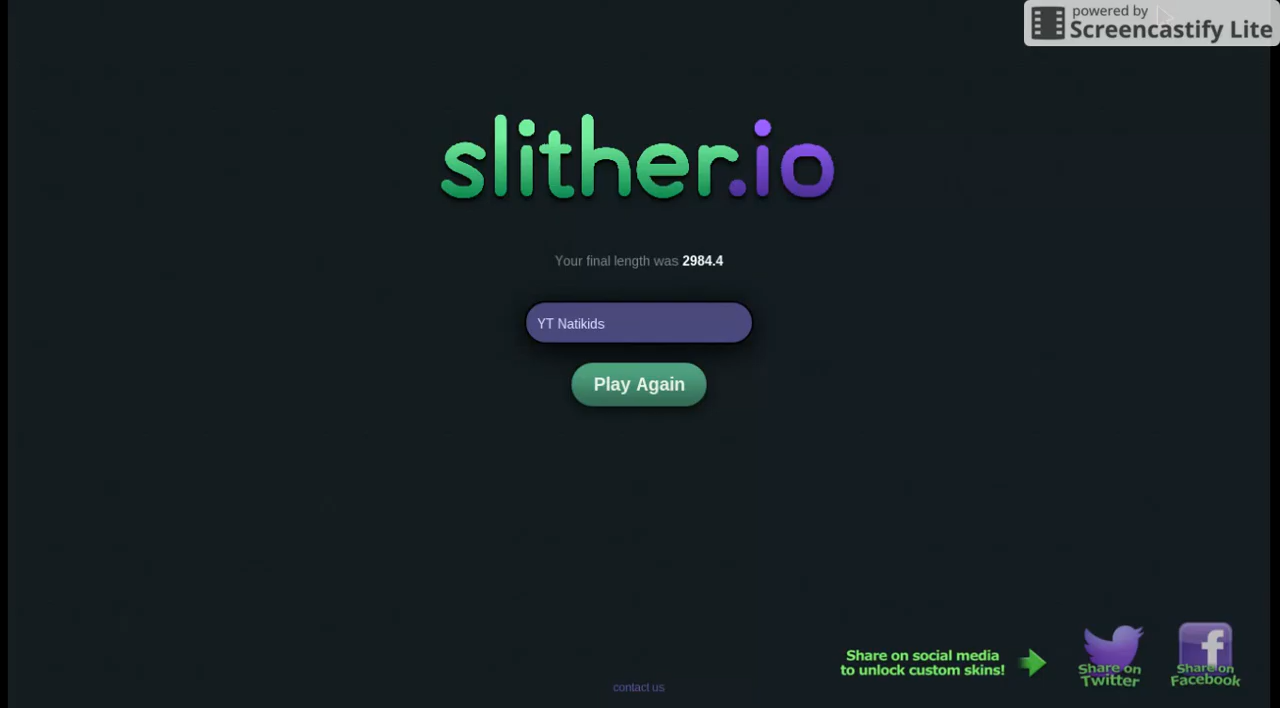 powered by
Screencastify Lite
slither.io
Your final length was 2984.4
YT Natikids
Play Again
Share on social media
to unlock custom skins!
Share on
Twitter
Share on
Facebook
contact us